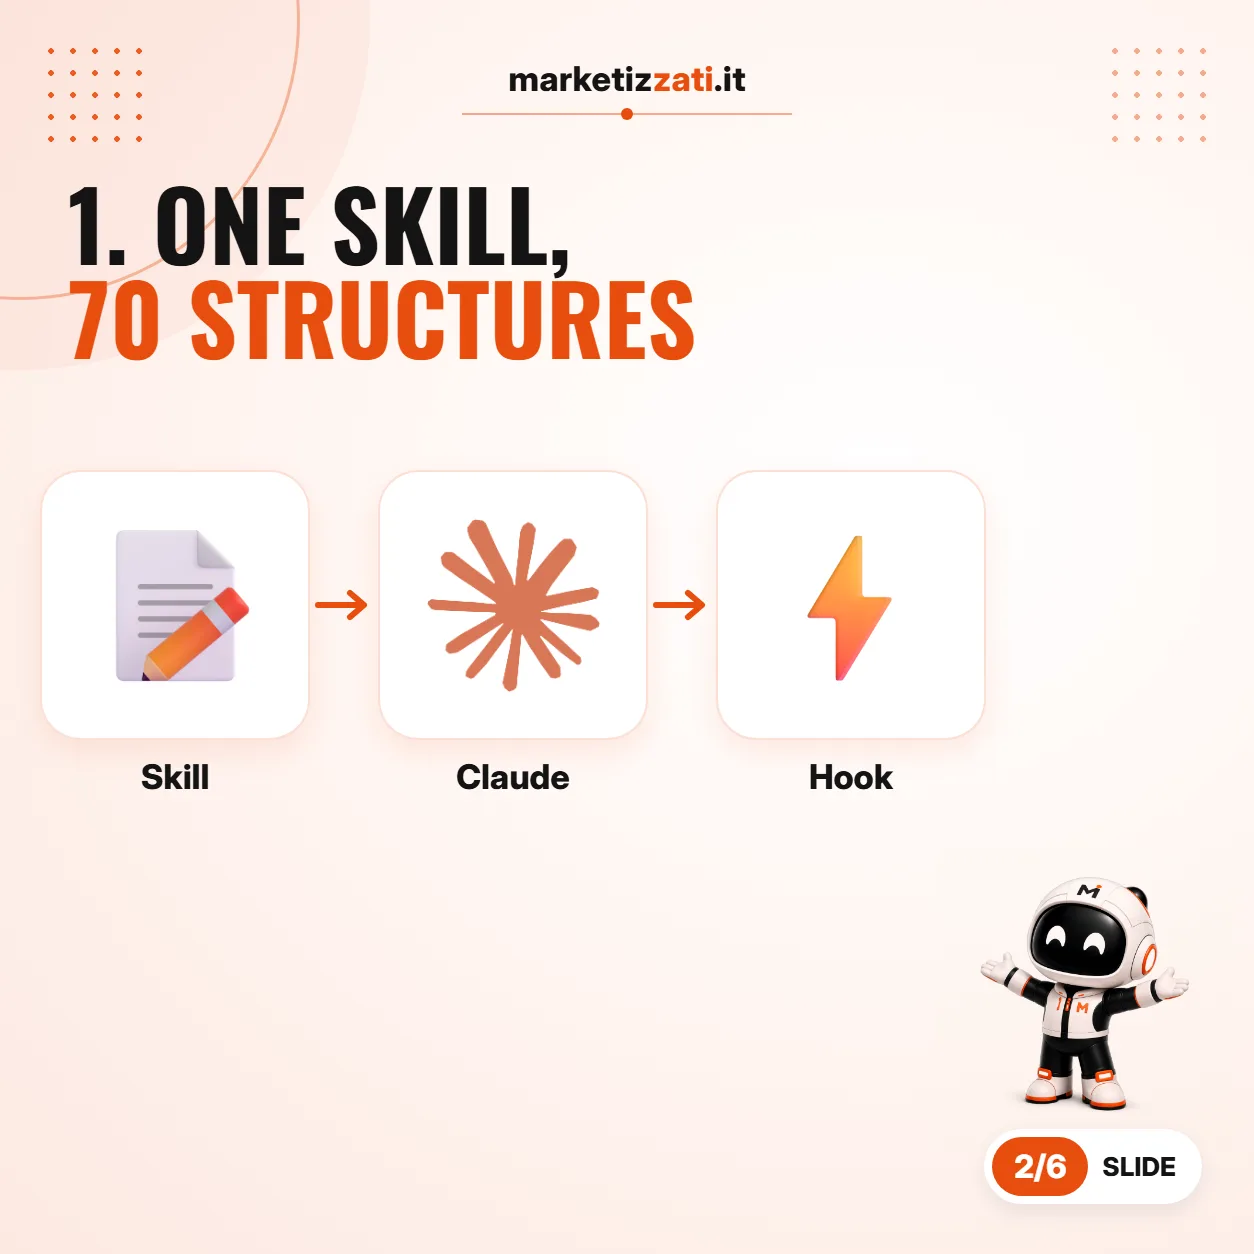 marketizzati.it
1. ONE SKILL,
70 STRUCTURES
Skill
Claude
Hook
M
2/6 SLIDE